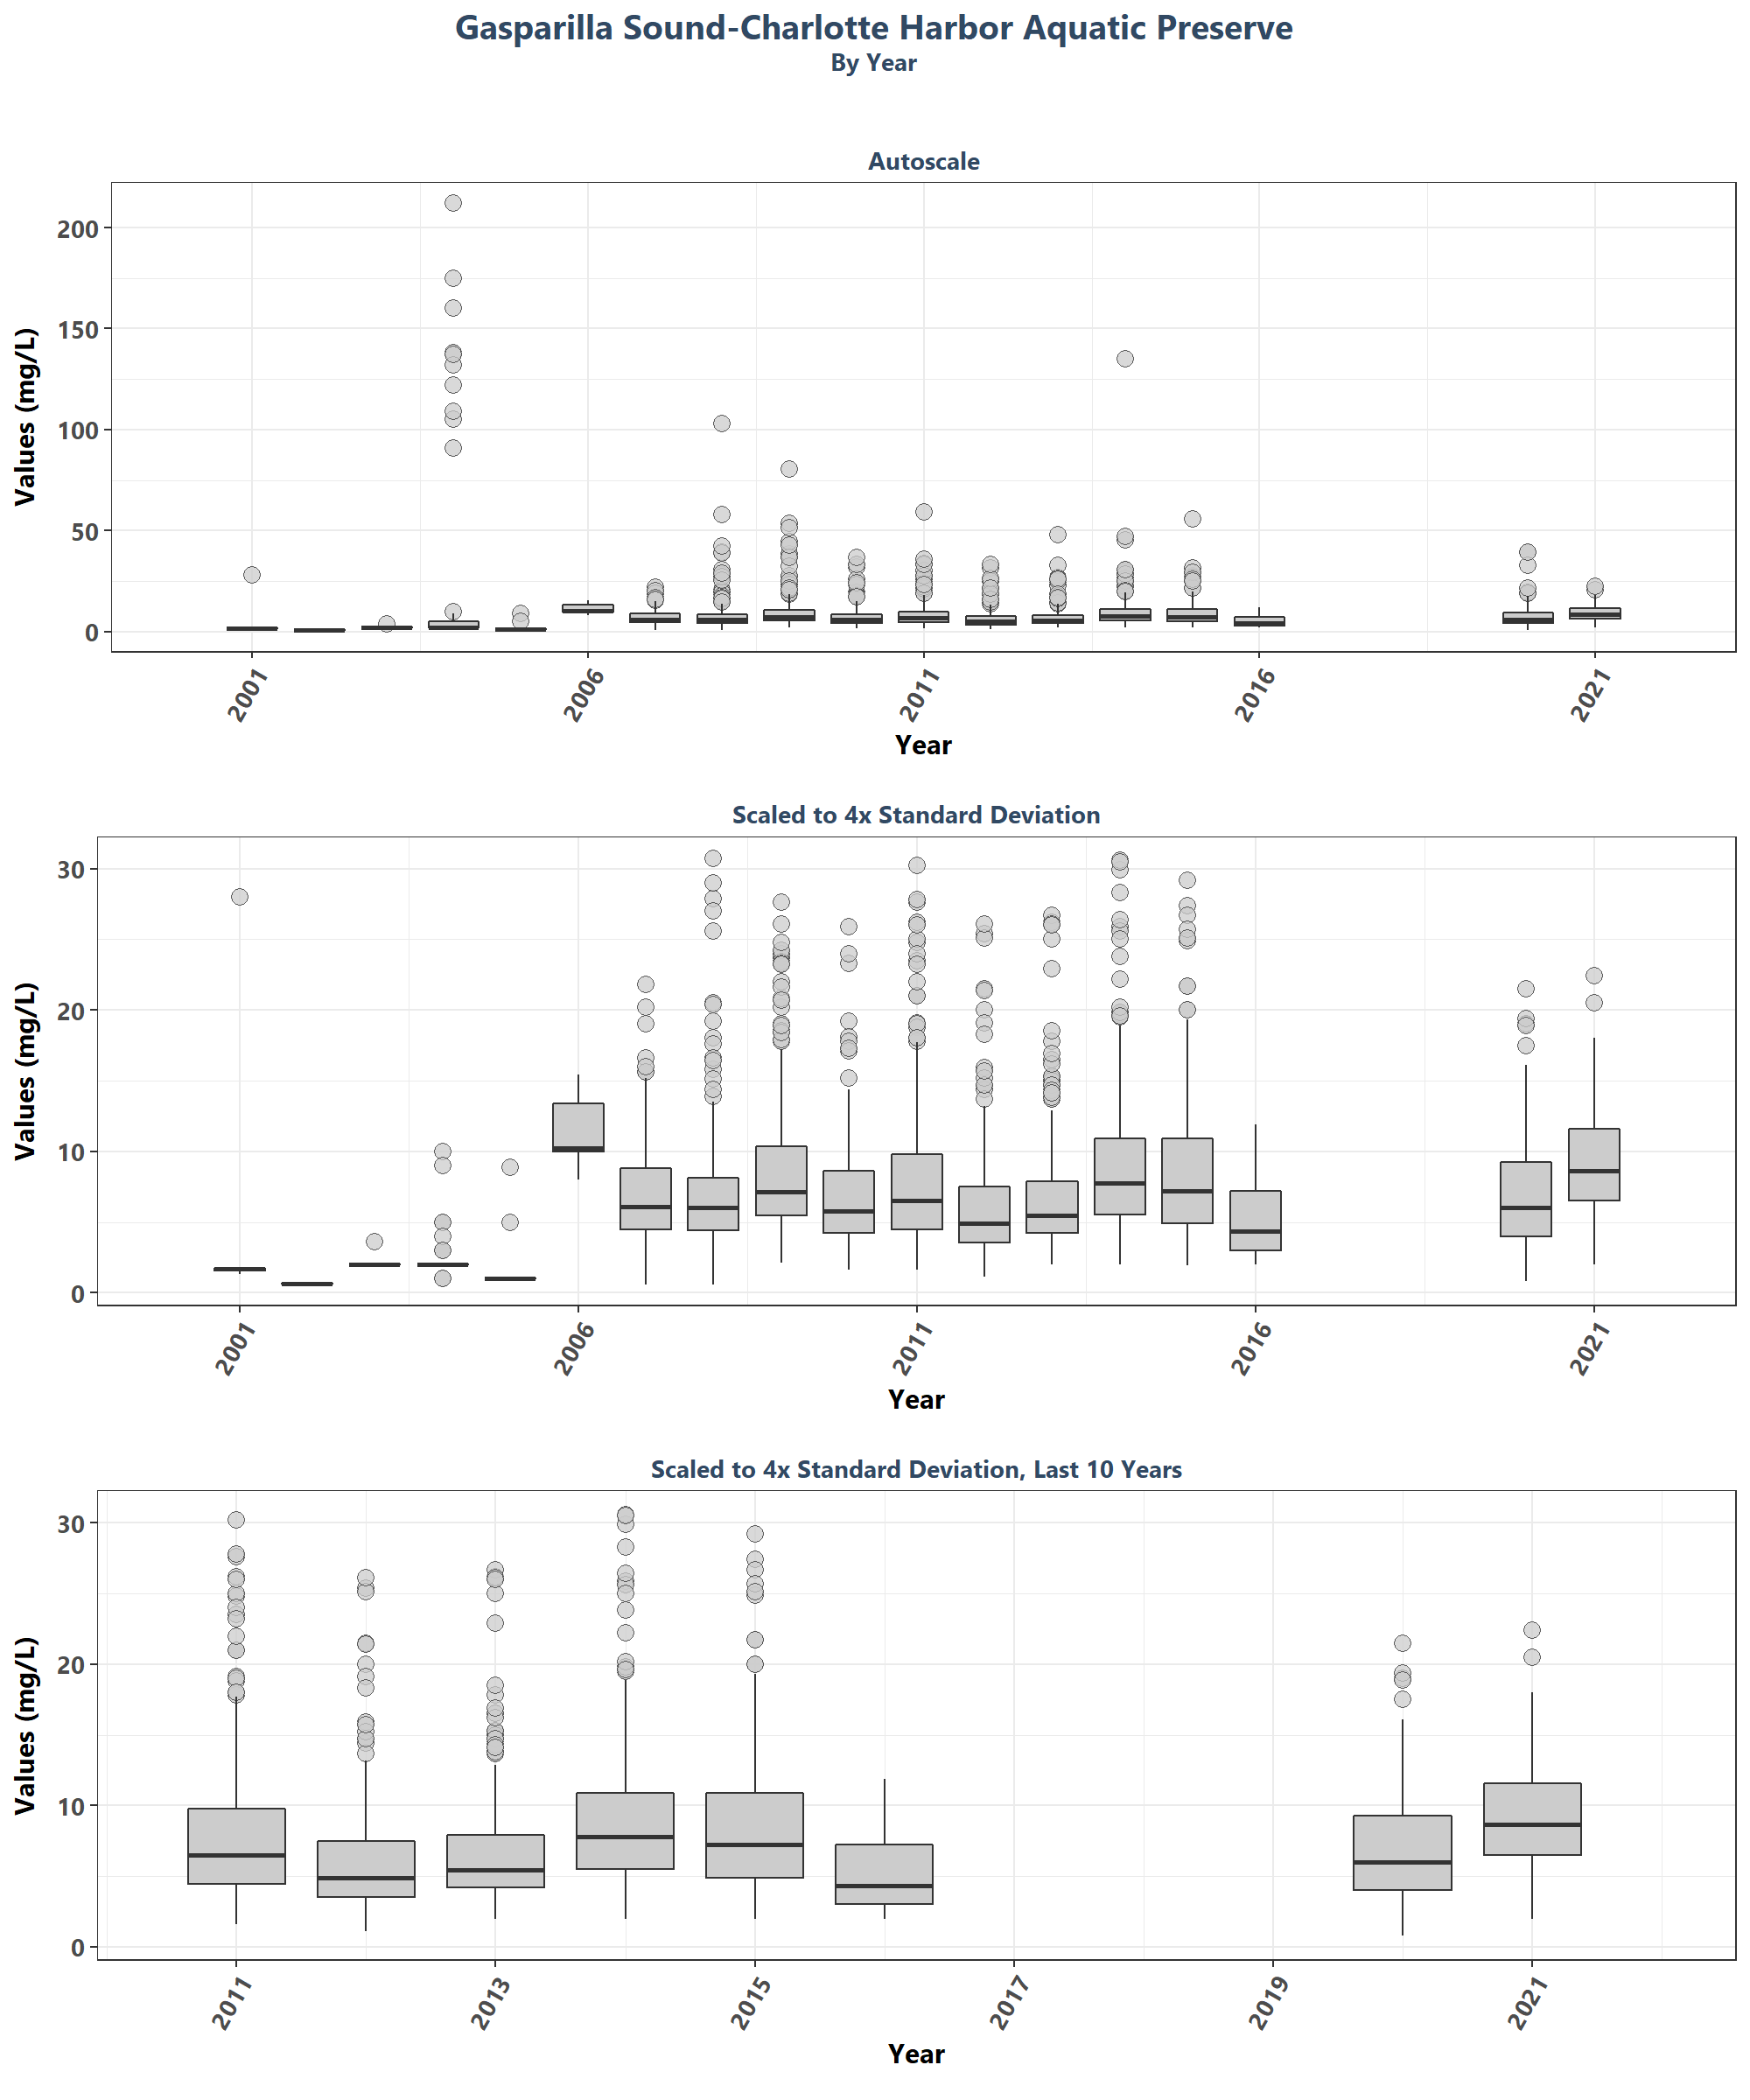 Gasparilla Sound-Charlotte Harbor Aquatic Preserve
By Year
Autoscale
Values (mg/L)
200
150
100
50
0
2001
2006
2011
2016
2021
Year
Scaled to 4x Standard Deviation
Values (mg/L)
30
20
10
0
2001
2006
2011
2016
2021
Year
Scaled to 4x Standard Deviation, Last 10 Years
Values (mg/L)
30
20
10
0
2011
2013
2015
2017
2019
2021
Year